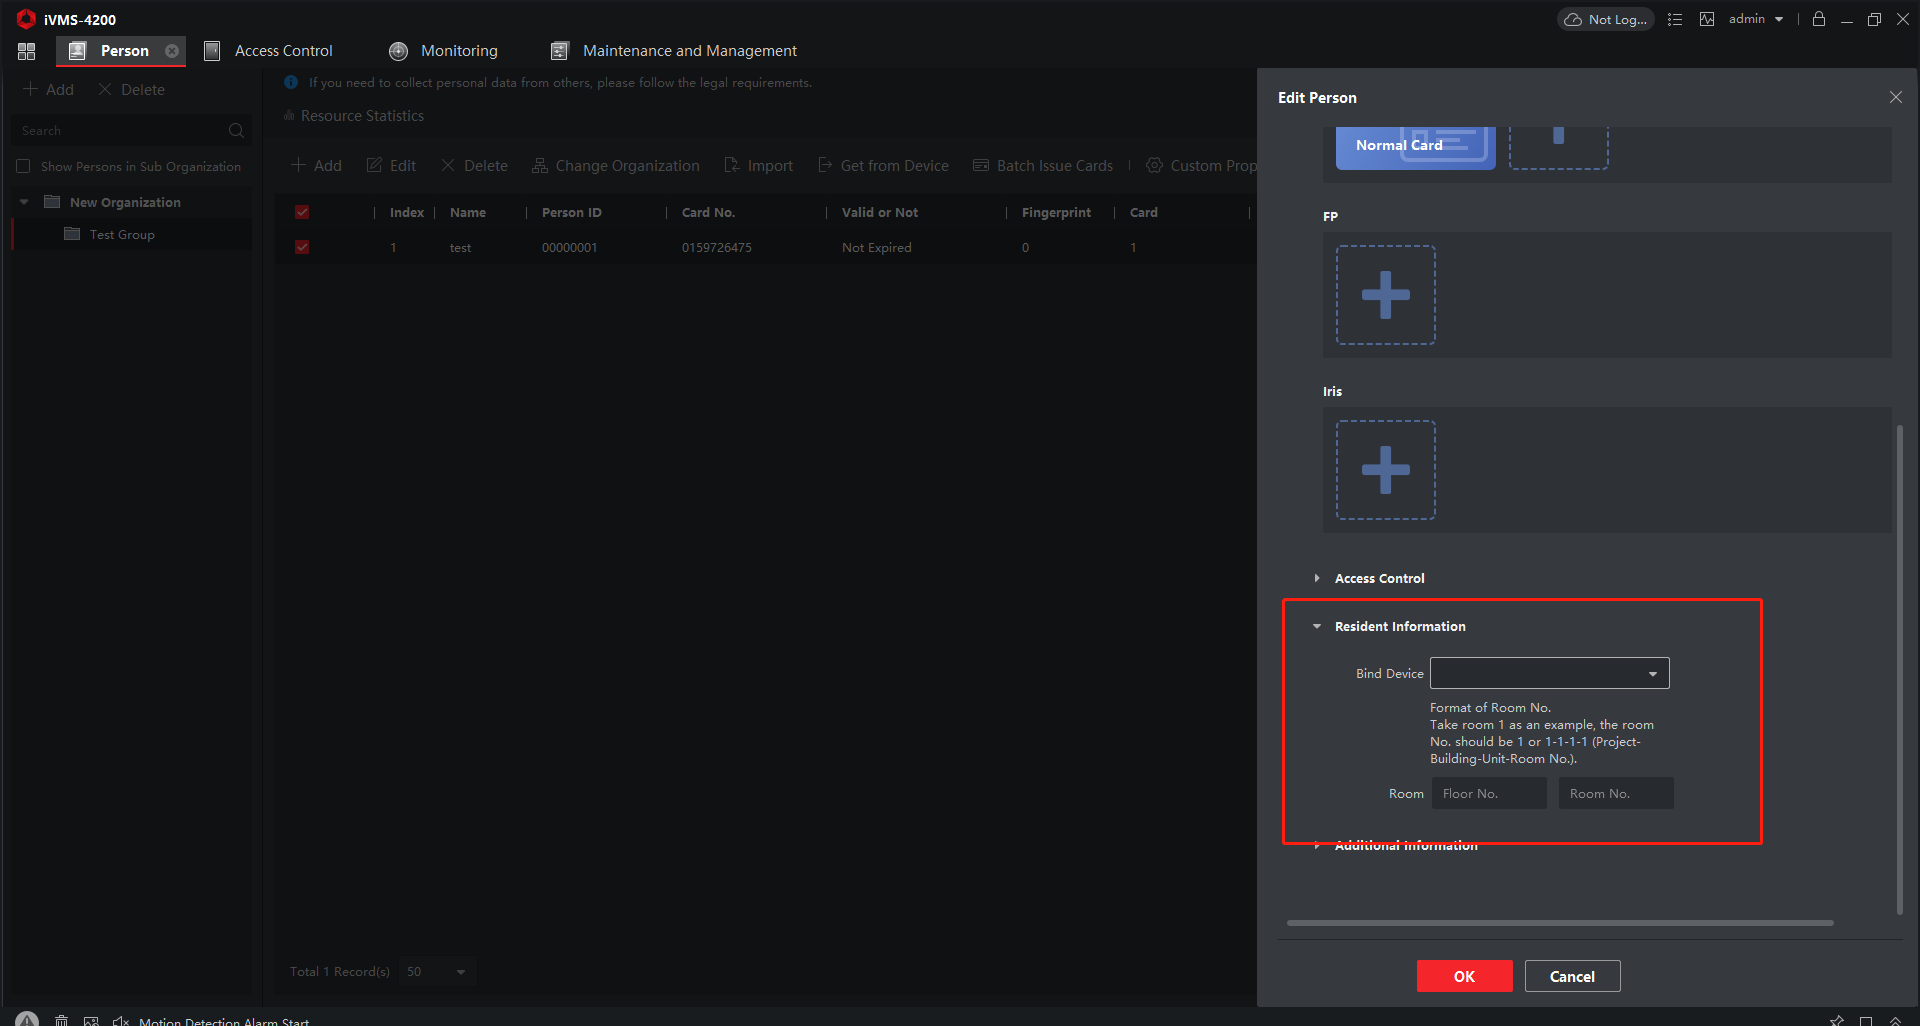 iVMS-4200
Not Log...
admin
Person
Access Control
Monitoring
Maintenance and Management
Add
Delete
Search
Show Persons in Sub Organization
New Organization
Test Group
If you need to collect personal data from others, please follow the legal requirements.
Resource Statistics
Add
Edit
Delete
Change Organization
Import
Get from Device
Batch Issue Cards
Custom Prop
Index
Name
Person ID
Card No.
Valid or Not
Fingerprint
Card
1
test
00000001
0159726475
Not Expired
0
1
Total 1 Record(s)
50
Edit Person
Normal Card
FP
Iris
Access Control
Resident Information
Bind Device
Format of Room No.
Take room 1 as an example, the room
No. should be 1 or 1-1-1-1 (Project-
Building-Unit-Room No.).
Room
Floor No.
Room No.
Additional Information
OK
Cancel
Motion Detection Alarm Start